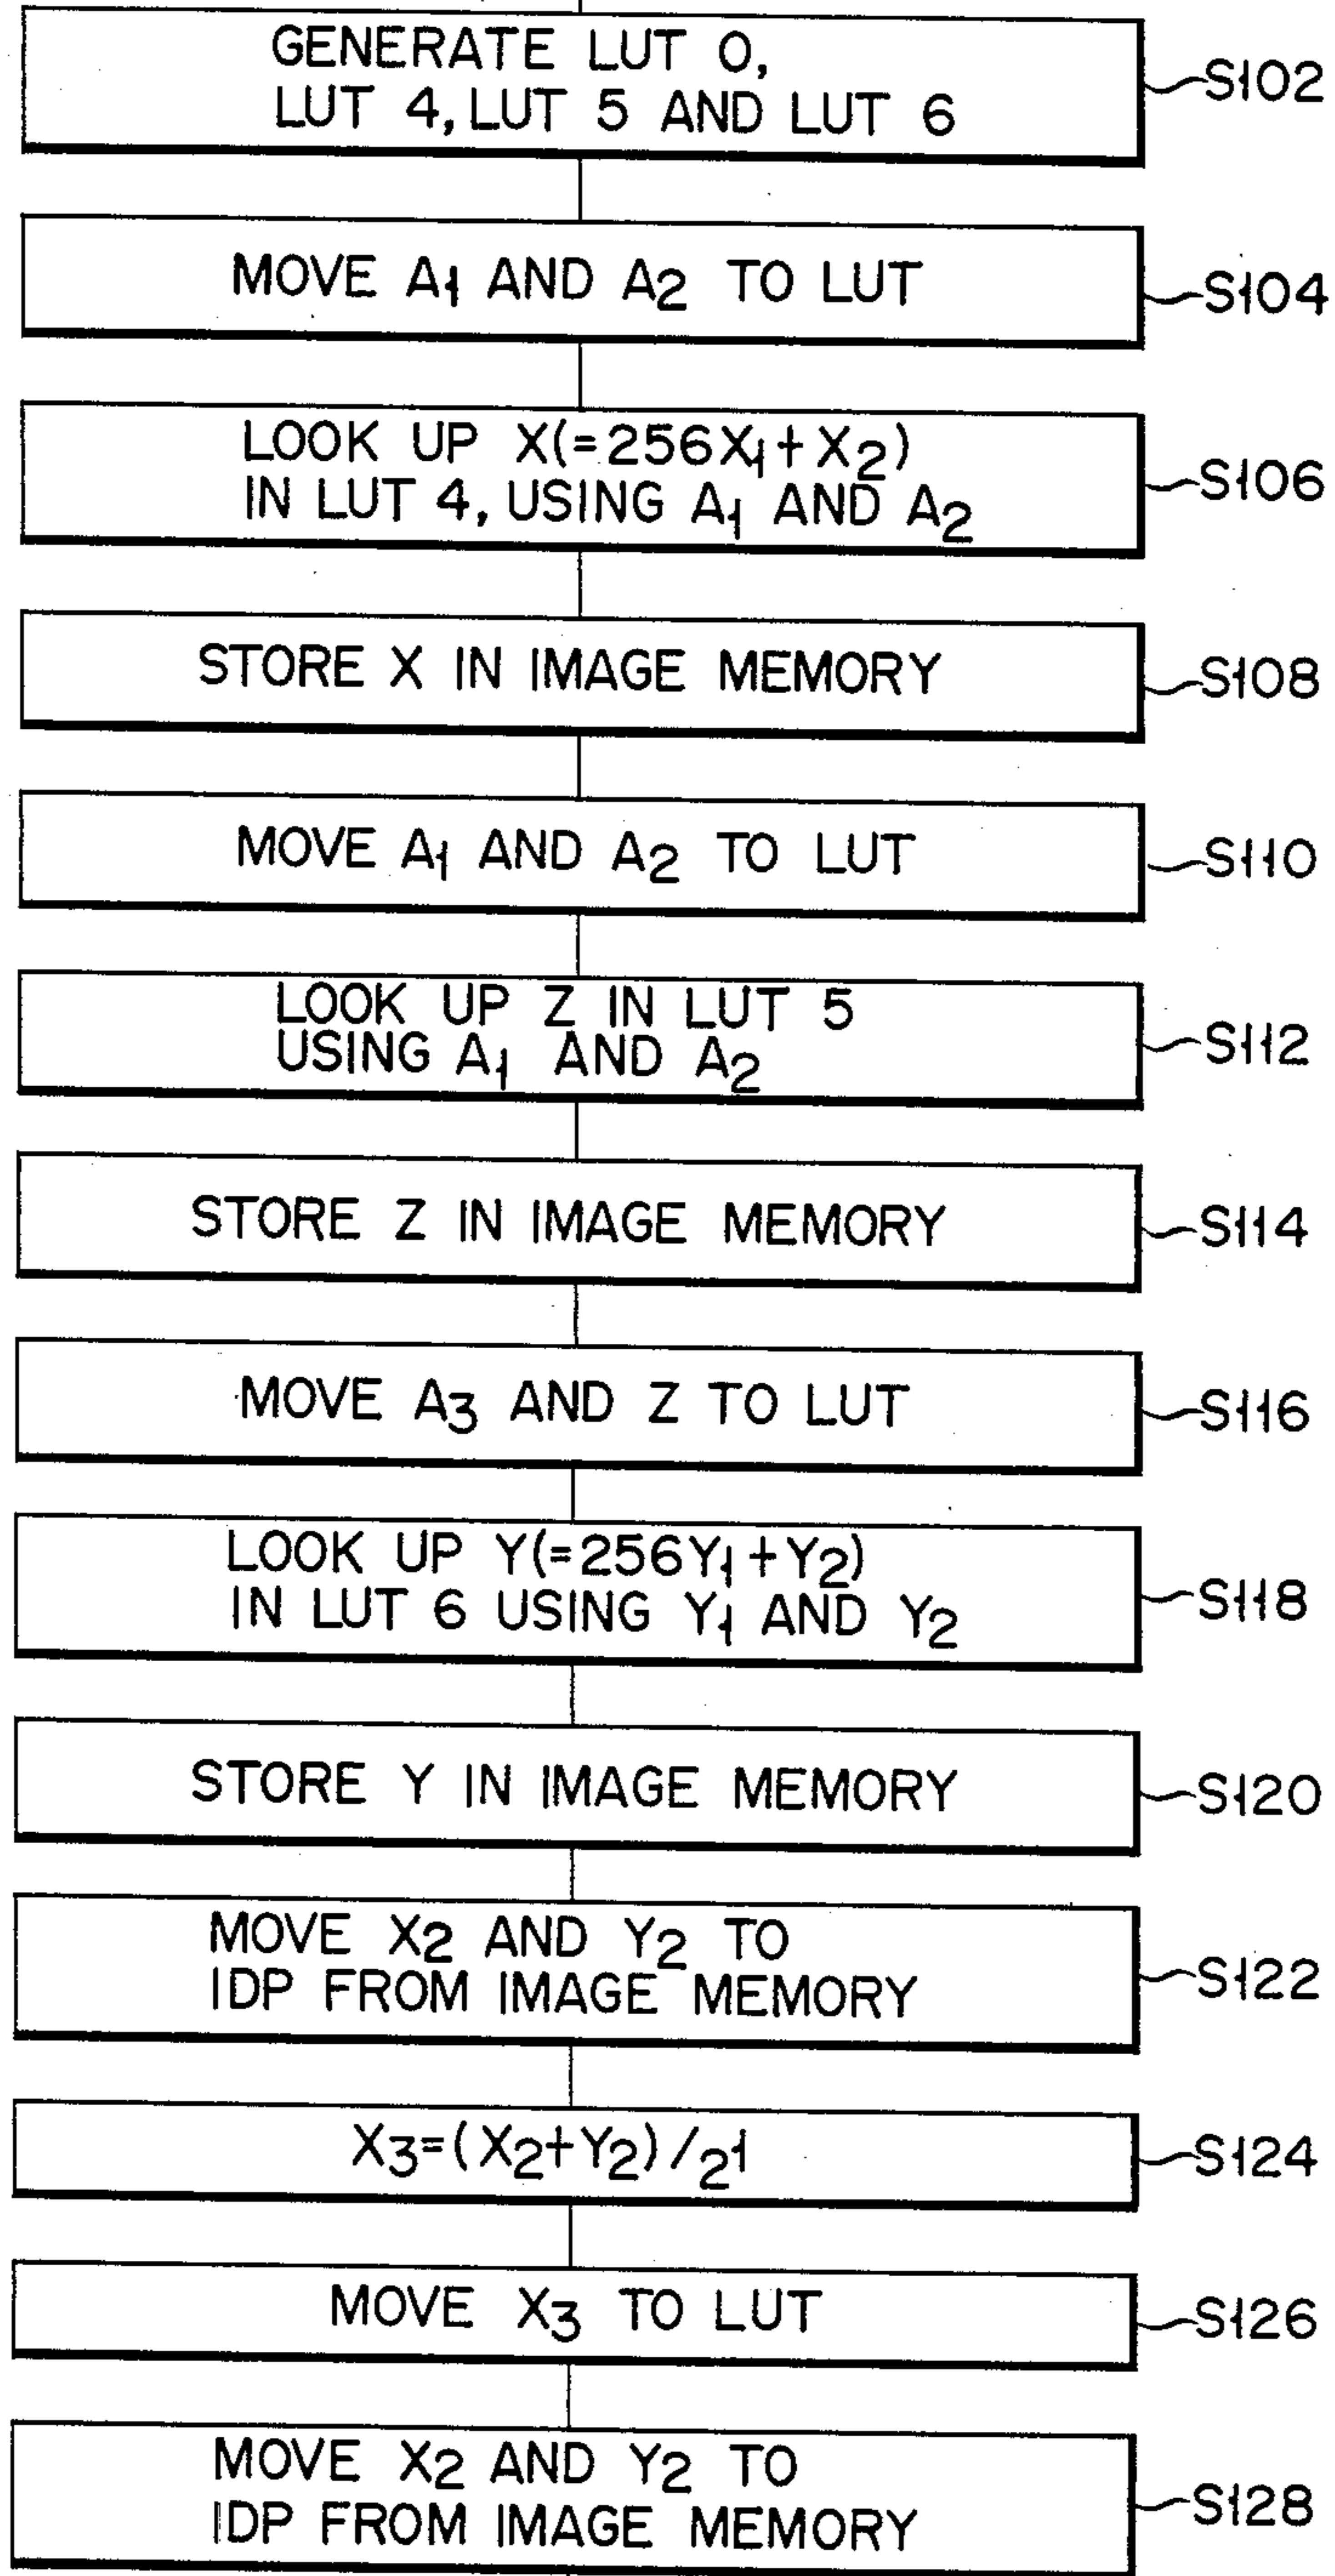 GENERATE LUT 0,
LUT 4, LUT 5 AND LUT 6
S102
MOVE A1 AND A2 TO LUT
S104
LOOK UP X(=256X1+X2)
IN LUT 4, USING A1 AND A2
S106
STORE X IN IMAGE MEMORY
S108
MOVE A1 AND A2 TO LUT
S110
LOOK UP Z IN LUT 5
USING A1 AND A2
S112
STORE Z IN IMAGE MEMORY
S114
MOVE A3 AND Z TO LUT
S116
LOOK UP Y(=256Y1+Y2)
IN LUT 6 USING Y1 AND Y2
S118
STORE Y IN IMAGE MEMORY
S120
MOVE X2 AND Y2 TO
IDP FROM IMAGE MEMORY
S122
X3=(X2+Y2)/21
S124
MOVE X3 TO LUT
S126
MOVE X2 AND Y2 TO
IDP FROM IMAGE MEMORY
S128